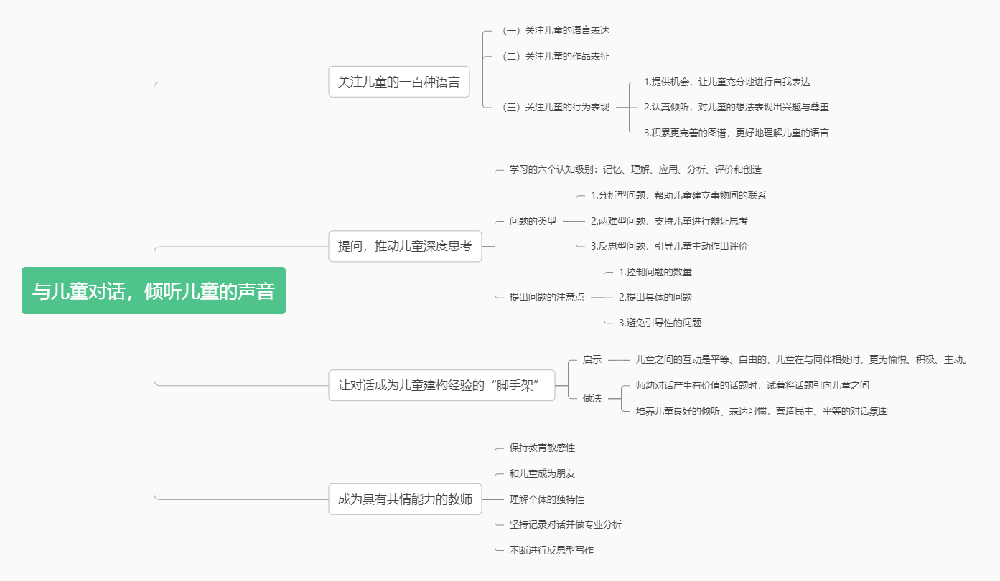 与儿童对话，倾听儿童的声音
关注儿童的一百种语言
（一）关注儿童的语言表达
（二）关注儿童的作品表征
（三）关注儿童的行为表现
1.提供机会，让儿童充分地进行自我表达
2.认真倾听，对儿童的想法表现出兴趣与尊重
3.积累更完善的图谱，更好地理解儿童的语言
提问，推动儿童深度思考
学习的六个认知级别：记忆、理解、应用、分析、评价和创造
问题的类型
1.分析型问题，帮助儿童建立事物间的联系
2.两难型问题，支持儿童进行辩证思考
3.反思型问题，引导儿童主动作出评价
提出问题的注意点
1.控制问题的数量
2.提出具体的问题
3.避免引导性的问题
让对话成为儿童建构经验的“脚手架”
启示
儿童之间的互动是平等、自由的，儿童在与同伴相处时，更为愉悦、积极、主动。
做法
师幼对话产生有价值的话题时，试着将话题引向儿童之间
培养儿童良好的倾听、表达习惯，营造民主、平等的对话氛围
成为具有共情能力的教师
保持教育敏感性
和儿童成为朋友
理解个体的独特性
坚持记录对话并做专业分析
不断进行反思型写作